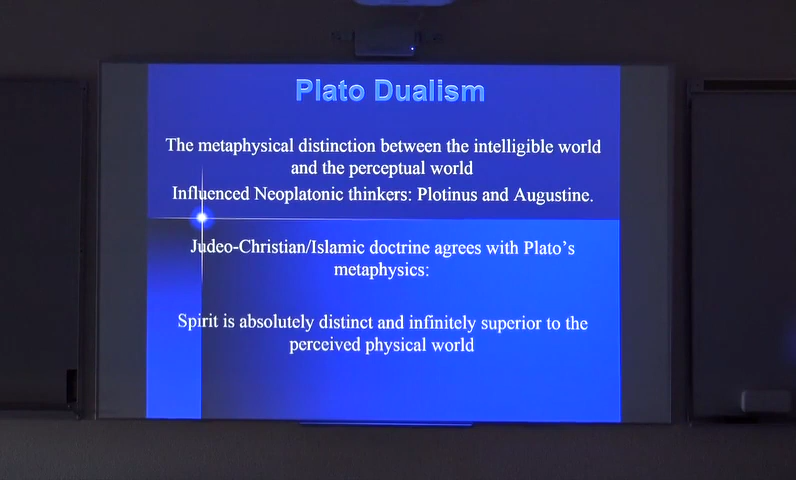 Plato Dualism
The metaphysical distinction between the intelligible world
and the perceptual world
Influenced Neoplatonic thinkers: Plotinus and Augustine.
Judeo-Christian/Islamic doctrine agrees with Plato's
metaphysics:
Spirit is absolutely distinct and infinitely superior to the
perceived physical world